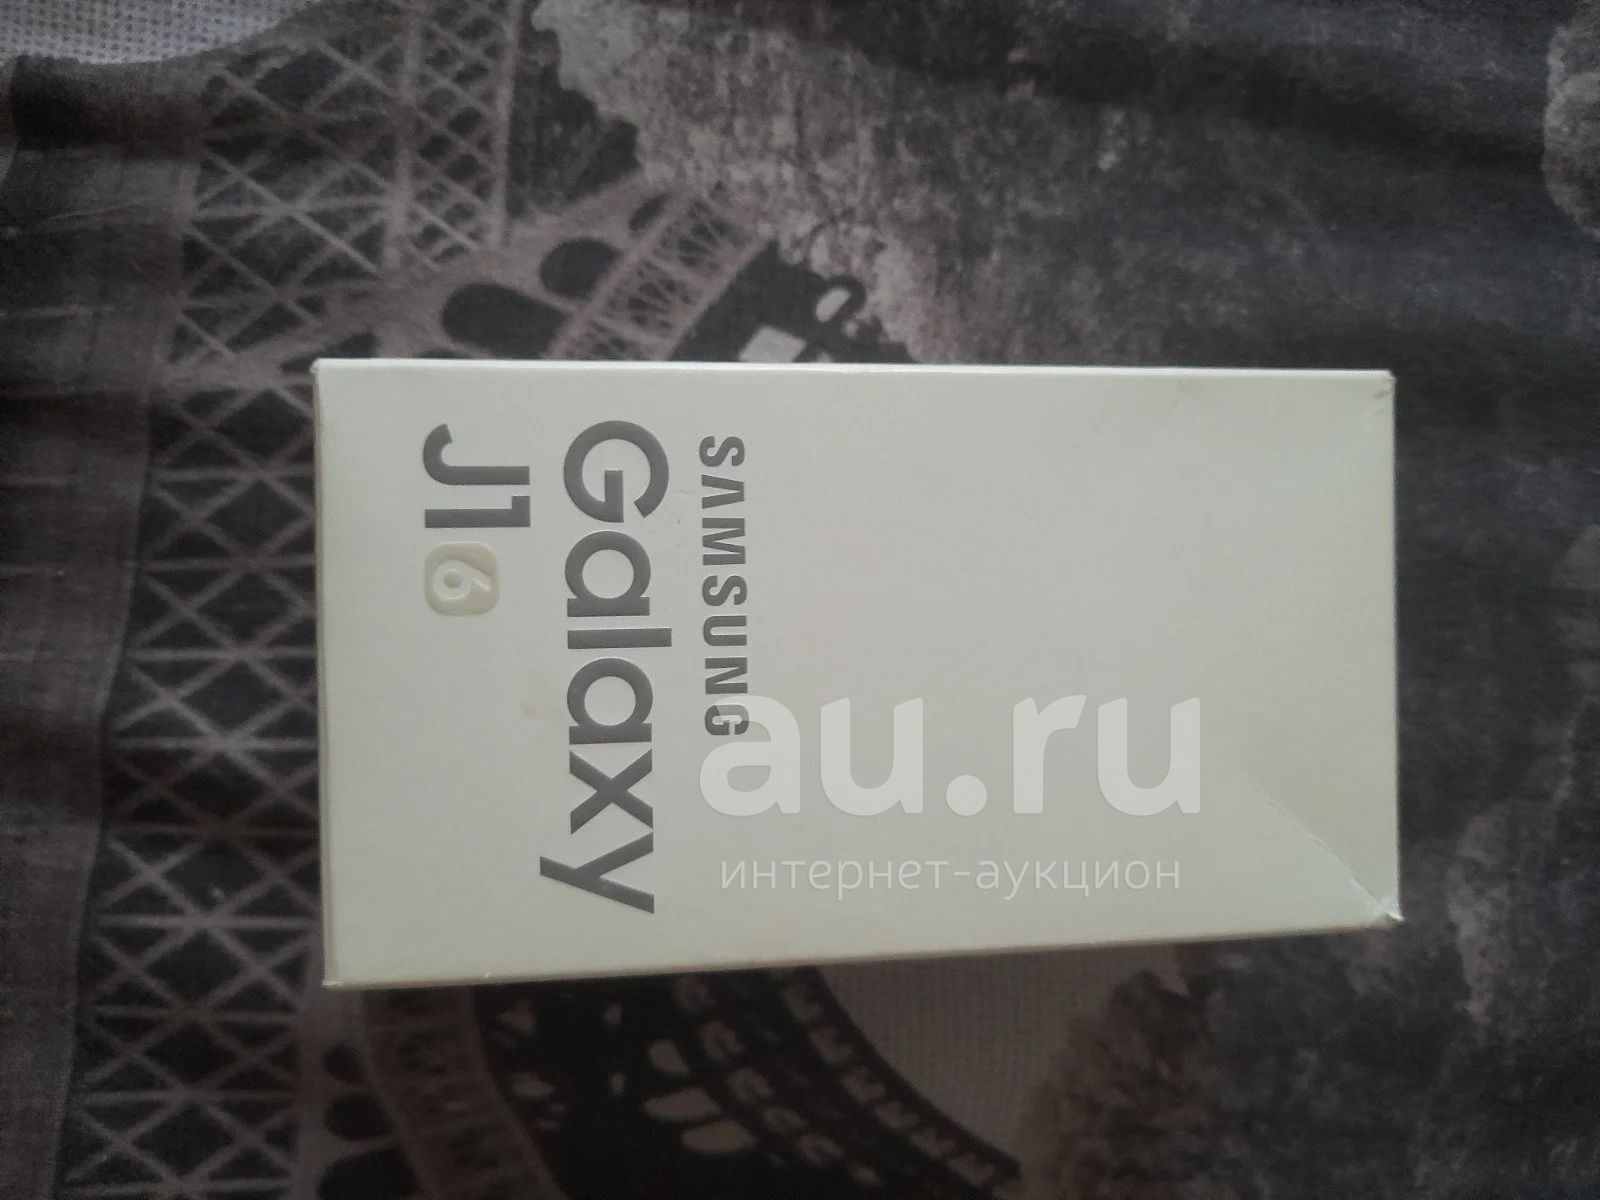 SAMSUNG
Galaxy
J1 6
au.ru
интернет-аукцион